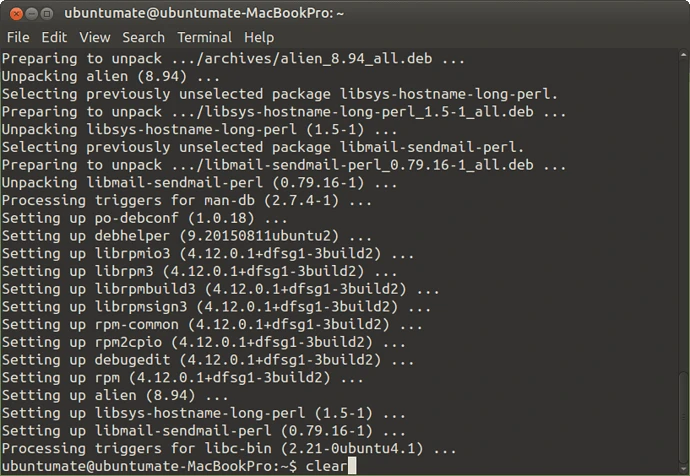 ubuntumate@ubuntumate-MacBookPro: ~
File Edit View Search Terminal Help
Preparing to unpack .../archives/alien_8.94_all.deb ...
Unpacking alien (8.94) ...
Selecting previously unselected package libsys-hostname-long-perl.
Preparing to unpack .../libsys-hostname-long-perl_1.5-1_all.deb ...
Unpacking libsys-hostname-long-perl (1.5-1) ...
Selecting previously unselected package libmail-sendmail-perl.
Preparing to unpack .../libmail-sendmail-perl_0.79.16-1_all.deb ...
Unpacking libmail-sendmail-perl (0.79.16-1) ...
Processing triggers for man-db (2.7.4-1) ...
Setting up po-debconf (1.0.18) ...
Setting up debhelper (9.20150811ubuntu2) ...
Setting up librpmio3 (4.12.0.1+dfsg1-3build2) ...
Setting up librpm3 (4.12.0.1+dfsg1-3build2) ...
Setting up librpmbuild3 (4.12.0.1+dfsg1-3build2) ...
Setting up librpmsign3 (4.12.0.1+dfsg1-3build2) ...
Setting up rpm-common (4.12.0.1+dfsg1-3build2) ...
Setting up rpm2cpio (4.12.0.1+dfsg1-3build2) ...
Setting up debugedit (4.12.0.1+dfsg1-3build2) ...
Setting up rpm (4.12.0.1+dfsg1-3build2) ...
Setting up alien (8.94) ...
Setting up libsys-hostname-long-perl (1.5-1) ...
Setting up libmail-sendmail-perl (0.79.16-1) ...
Processing triggers for libc-bin (2.21-0ubuntu4.1) ...
ubuntumate@ubuntumate-MacBookPro:~$ clear